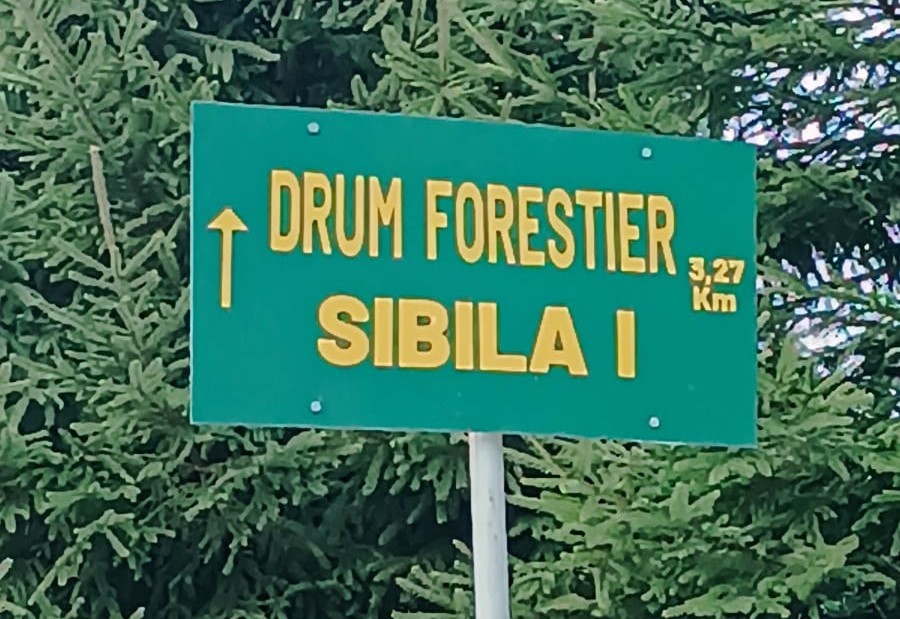 DRUM FORESTIER
3,27
Km
SIBILA I